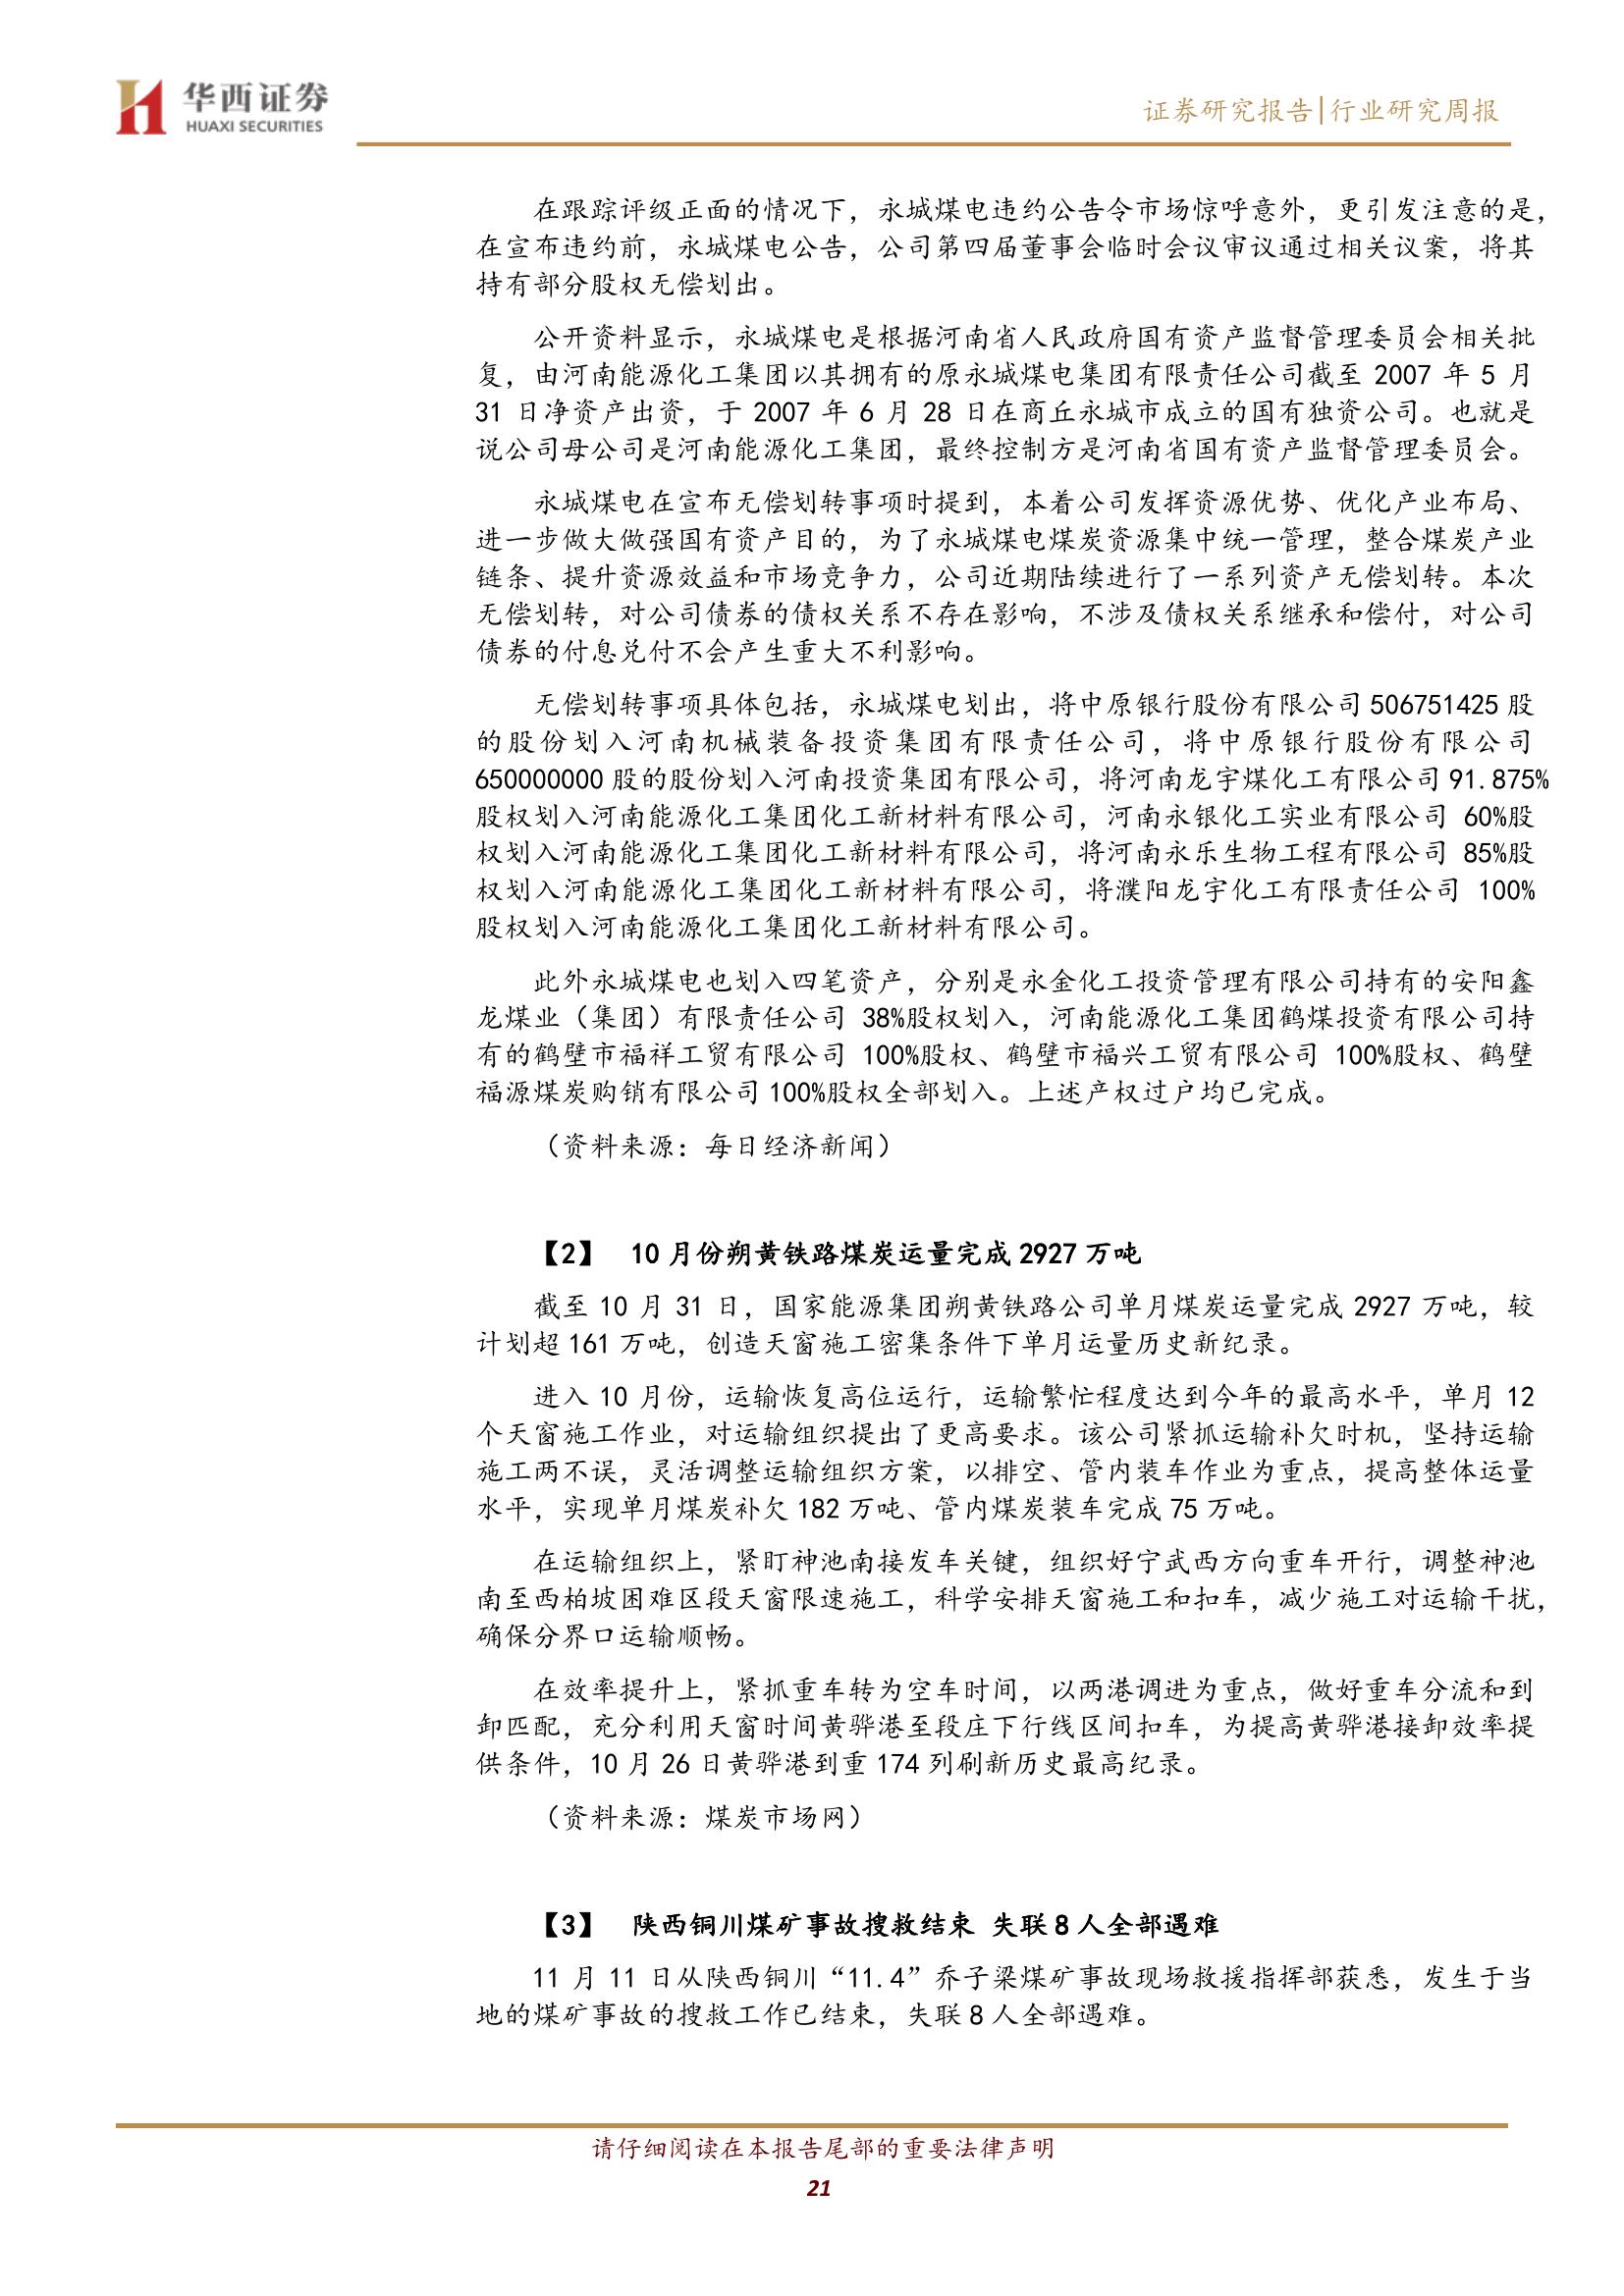 华西证券
HUAXI SECURITIES
证券研究报告|行业研究周报
在跟踪评级正面的情况下，永城煤电违约公告令市场惊呼意外，更引发注意的是，
在宣布违约前，永城煤电公告，公司第四届董事会临时会议审议通过相关议案，将其
持有部分股权无偿划出。
公开资料显示，永城煤电是根据河南省人民政府国有资产监督管理委员会相关批
复，由河南能源化工集团以其拥有的原永城煤电集团有限责任公司截至 2007 年 5 月
31 日净资产出资，于 2007 年 6 月 28 日在商丘永城市成立的国有独资公司。也就是
说公司母公司是河南能源化工集团，最终控制方是河南省国有资产监督管理委员会。
永城煤电在宣布无偿划转事项时提到，本着公司发挥资源优势、优化产业布局、
进一步做大做强国有资产目的，为了永城煤电煤炭资源集中统一管理，整合煤炭产业
链条、提升资源效益和市场竞争力，公司近期陆续进行了一系列资产无偿划转。本次
无偿划转，对公司债券的债权关系不存在影响，不涉及债权关系继承和偿付，对公司
债券的付息兑付不会产生重大不利影响。
无偿划转事项具体包括，永城煤电划出，将中原银行股份有限公司 506751425 股
的股份划入河南机械装备投资集团有限责任公司，将中原银行股份有限公司
650000000 股的股份划入河南投资集团有限公司，将河南龙宇煤化工有限公司 91.875%
股权划入河南能源化工集团化工新材料有限公司，河南永银化工实业有限公司 60%股
权划入河南能源化工集团化工新材料有限公司，将河南永乐生物工程有限公司 85%股
权划入河南能源化工集团化工新材料有限公司，将濮阳龙宇化工有限责任公司 100%
股权划入河南能源化工集团化工新材料有限公司。
此外永城煤电也划入四笔资产，分别是永金化工投资管理有限公司持有的安阳鑫
龙煤业（集团）有限责任公司 38%股权划入，河南能源化工集团鹤煤投资有限公司持
有的鹤壁市福祥工贸有限公司 100%股权、鹤壁市福兴工贸有限公司 100%股权、鹤壁
福源煤炭购销有限公司 100%股权全部划入。上述产权过户均已完成。
（资料来源：每日经济新闻）
【2】 10 月份朔黄铁路煤炭运量完成 2927 万吨
截至 10 月 31 日，国家能源集团朔黄铁路公司单月煤炭运量完成 2927 万吨，较
计划超 161 万吨，创造天窗施工密集条件下单月运量历史新纪录。
进入 10 月份，运输恢复高位运行，运输繁忙程度达到今年的最高水平，单月 12
个天窗施工作业，对运输组织提出了更高要求。该公司紧抓运输补欠时机，坚持运输
施工两不误，灵活调整运输组织方案，以排空、管内装车作业为重点，提高整体运量
水平，实现单月煤炭补欠 182 万吨、管内煤炭装车完成 75 万吨。
在运输组织上，紧盯神池南接发车关键，组织好宁武西方向重车开行，调整神池
南至西柏坡困难区段天窗限速施工，科学安排天窗施工和扣车，减少施工对运输干扰，
确保分界口运输顺畅。
在效率提升上，紧抓重车转为空车时间，以两港调进为重点，做好重车分流和到
卸匹配，充分利用天窗时间黄骅港至段庄下行线区间扣车，为提高黄骅港接卸效率提
供条件，10 月 26 日黄骅港到重 174 列刷新历史最高纪录。
（资料来源：煤炭市场网）
【3】 陕西铜川煤矿事故搜救结束 失联 8 人全部遇难
11 月 11 日从陕西铜川“11.4”乔子梁煤矿事故现场救援指挥部获悉，发生于当
地的煤矿事故的搜救工作已结束，失联 8 人全部遇难。
请仔细阅读在本报告尾部的重要法律声明
21